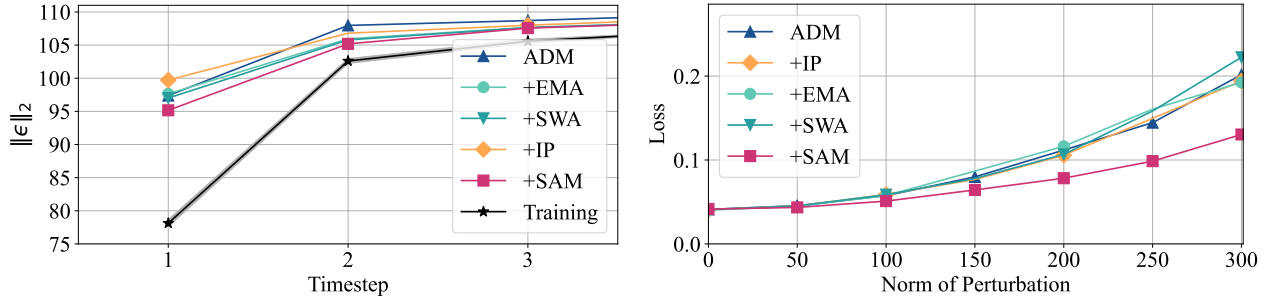 110
105
100
95
90
85
80
75
‖ϵ‖₂
1
2
3
Timestep
ADM
+EMA
+SWA
+IP
+SAM
Training
0.2
0.1
0.0
Loss
0
50
100
150
200
250
300
Norm of Perturbation
ADM
+IP
+EMA
+SWA
+SAM